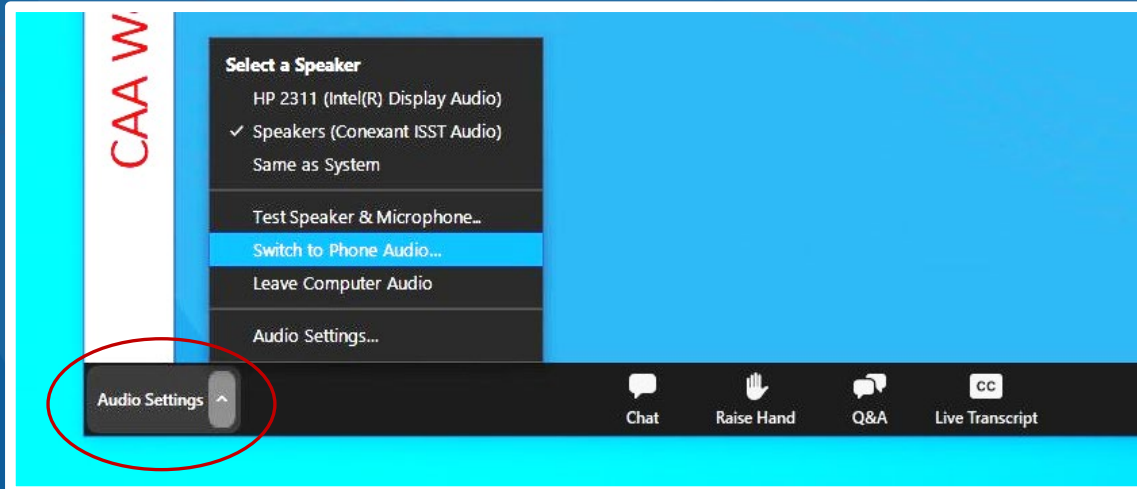 CAA W
Select a Speaker
HP 2311 (Intel(R) Display Audio)
Speakers (Conexant ISST Audio)
Same as System
Test Speaker & Microphone...
Switch to Phone Audio...
Leave Computer Audio
Audio Settings...
Audio Settings
Chat
Raise Hand
Q&A
CC
Live Transcript